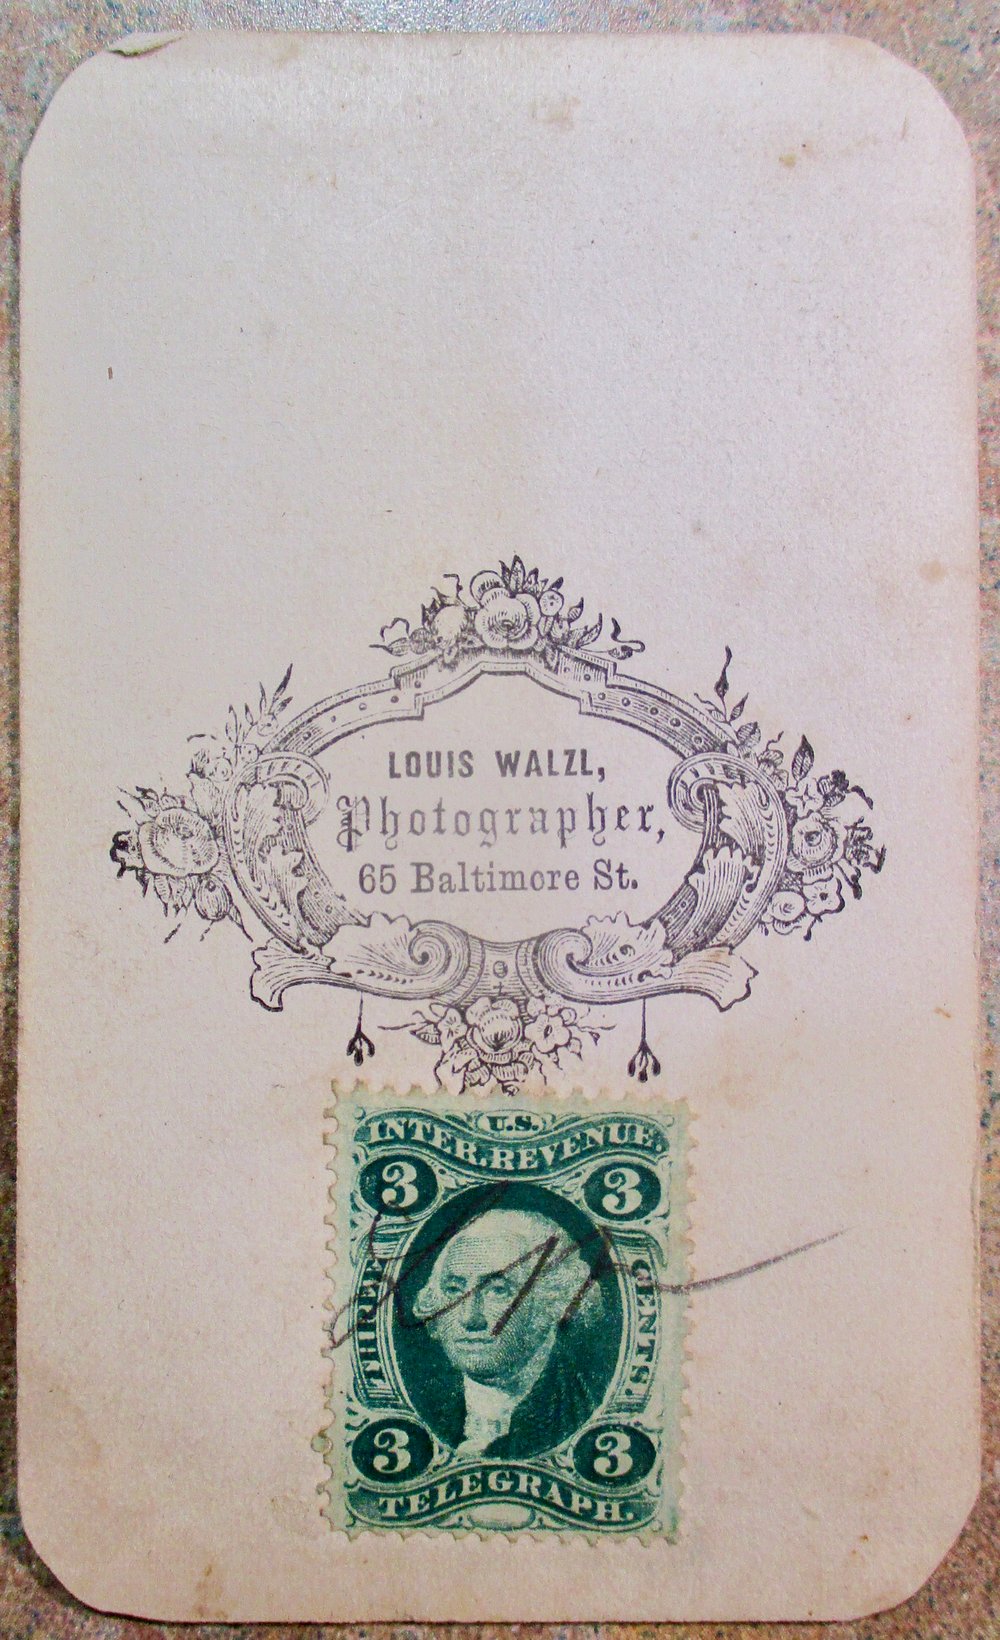 LOUIS WALZL,
Photographer,
65 Baltimore St.
U.S.
INTER. REVENUE.
3 3
THREE CENTS.
3 3
TELEGRAPH.